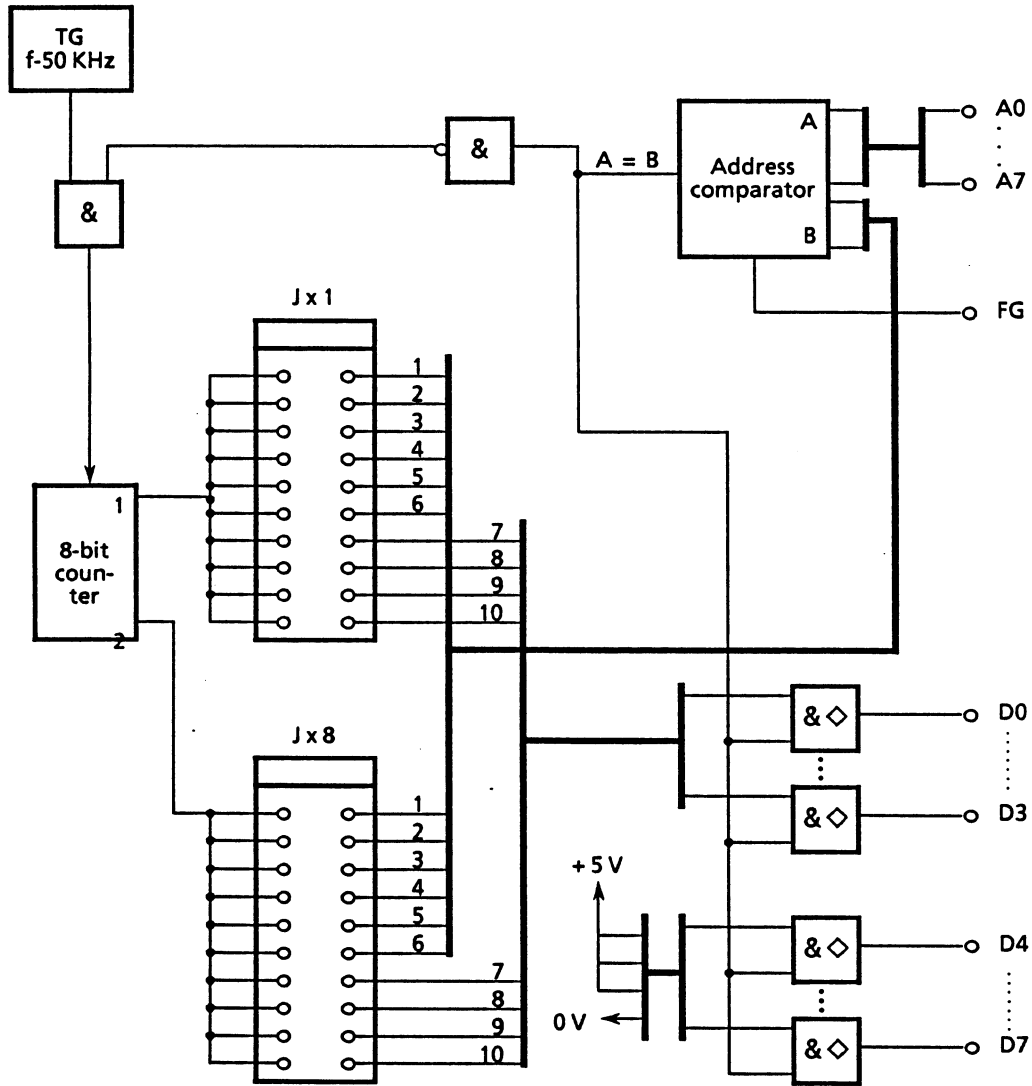 TG
f-50 KHz
&
&
A = B
Address
comparator
A
B
A0
A7
FG
J x 1
1
2
3
4
5
6
7
8
9
10
8-bit
coun-
ter
1
2
J x 8
1
2
3
4
5
6
7
8
9
10
+ 5 V
0 V
&
D0
&
D3
&
D4
&
D7